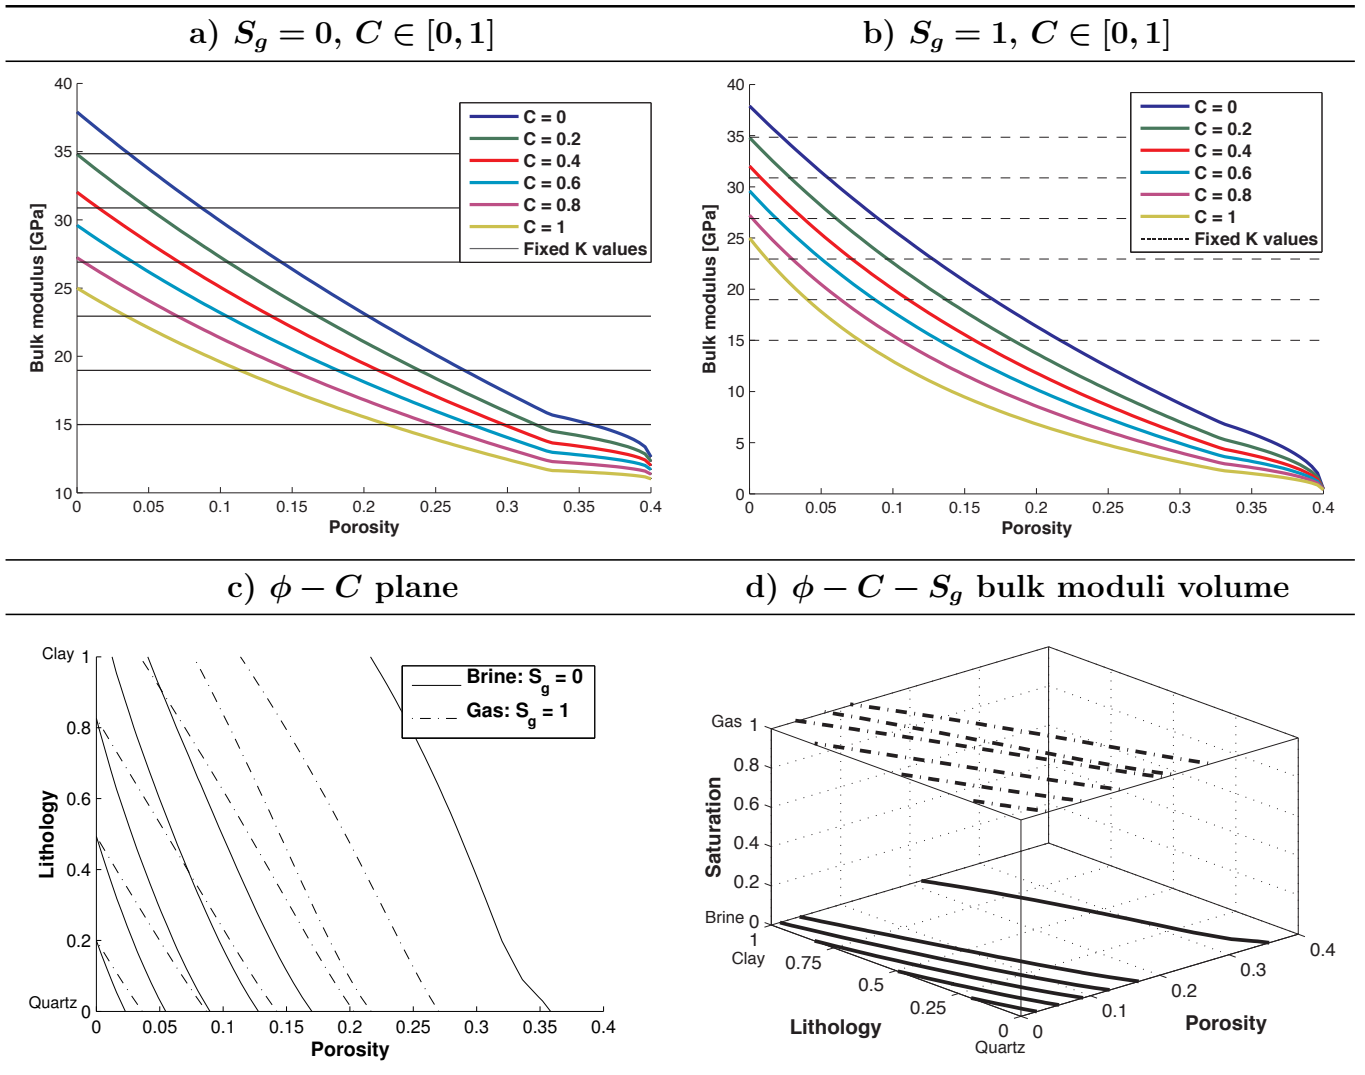 a) S_g = 0, C ∈ [0, 1]
b) S_g = 1, C ∈ [0, 1]
40
35
30
25
20
15
10
0 0.05 0.1 0.15 0.2 0.25 0.3 0.35 0.4
Bulk modulus [GPa]
Porosity
C = 0
C = 0.2
C = 0.4
C = 0.6
C = 0.8
C = 1
Fixed K values
40
35
30
25
20
15
10
5
0
0 0.05 0.1 0.15 0.2 0.25 0.3 0.35 0.4
Bulk modulus [GPa]
Porosity
C = 0
C = 0.2
C = 0.4
C = 0.6
C = 0.8
C = 1
Fixed K values
c) ϕ − C plane
d) ϕ − C − S_g bulk moduli volume
Clay 1
0.8
0.6
0.4
0.2
Quartz 0
0 0.05 0.1 0.15 0.2 0.25 0.3 0.35 0.4
Lithology
Porosity
Brine: S_g = 0
Gas: S_g = 1
Gas 1
0.8
0.6
0.4
0.2
Brine 0
Saturation
1
Clay
0.75
0.5
0.25
0
Quartz
Lithology
0
0.1
0.2
0.3
0.4
Porosity